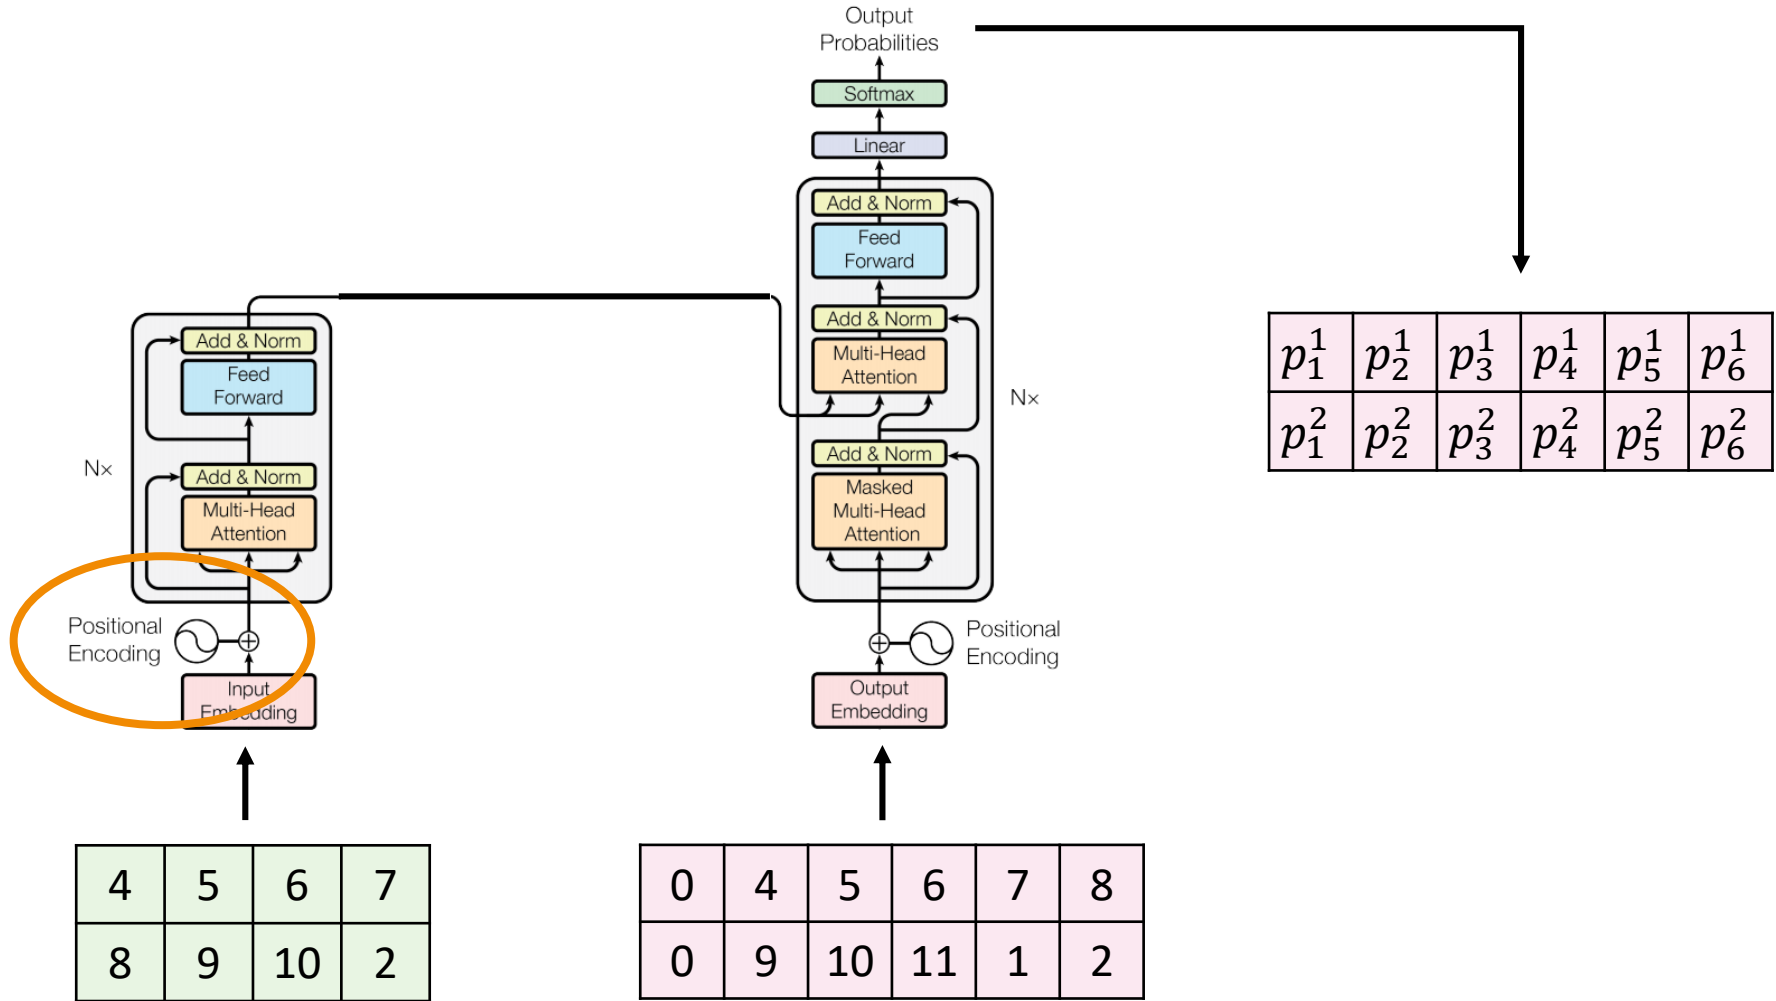 Output
Probabilities
Softmax
Linear
Add & Norm
Feed
Forward
Add & Norm
Multi-Head
Attention
Add & Norm
Masked
Multi-Head
Attention
N×
Positional
Encoding
Output
Embedding
Add & Norm
Feed
Forward
Add & Norm
Multi-Head
Attention
N×
Positional
Encoding
Input
Embedding
4 5 6 7
8 9 10 2
0 4 5 6 7 8
0 9 10 11 1 2
p₁¹ p₂¹ p₃¹ p₄¹ p₅¹ p₆¹
p₁² p₂² p₃² p₄² p₅² p₆²